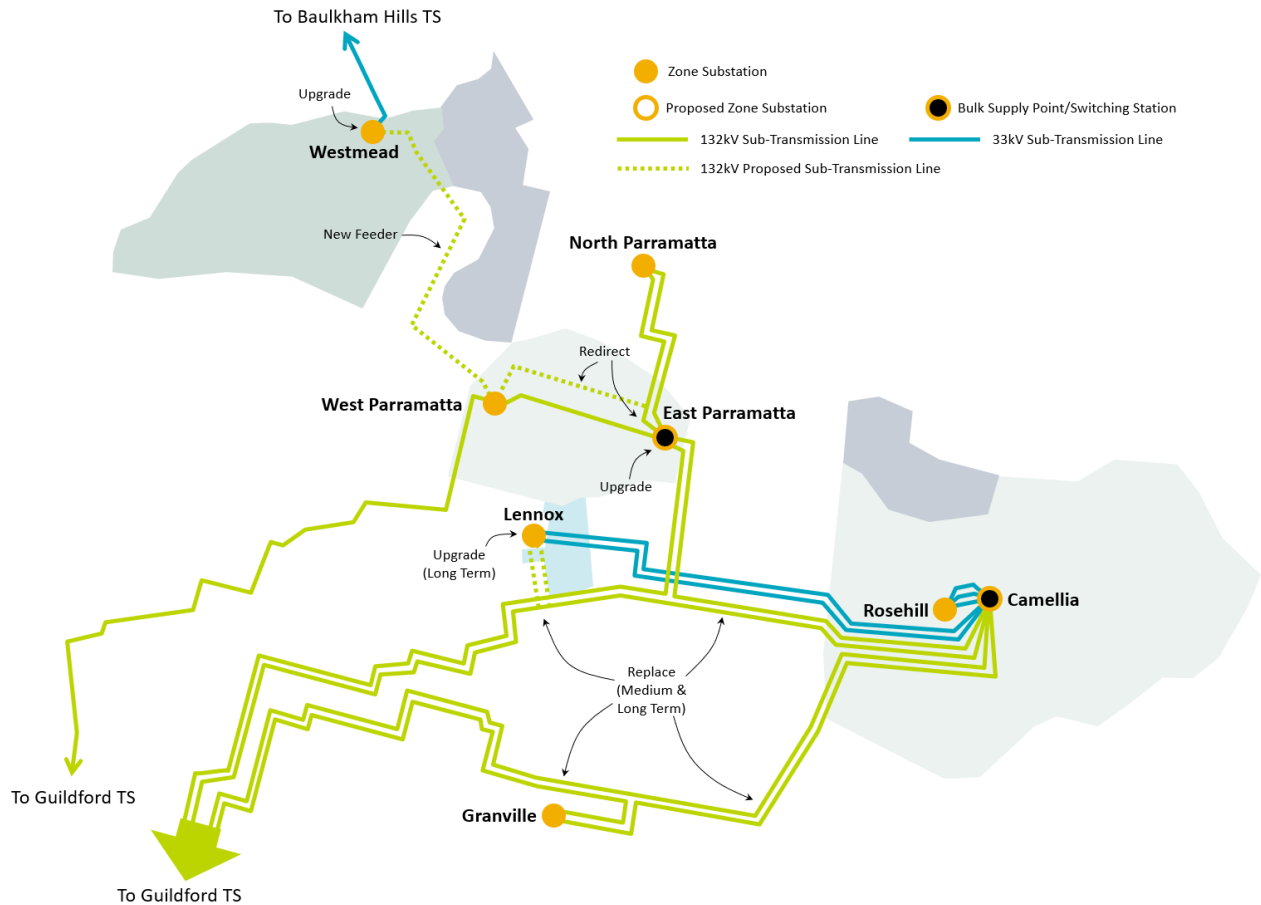 To Baulkham Hills TS
Zone Substation
Upgrade
Proposed Zone Substation
Bulk Supply Point/Switching Station
132kV Sub-Transmission Line
33kV Sub-Transmission Line
Westmead
132kV Proposed Sub-Transmission Line
New Feeder
North Parramatta
Redirect
West Parramatta
East Parramatta
Upgrade
Lennox
Upgrade
(Long Term)
Rosehill
Camellia
Replace
(Medium &
Long Term)
To Guildford TS
Granville
To Guildford TS